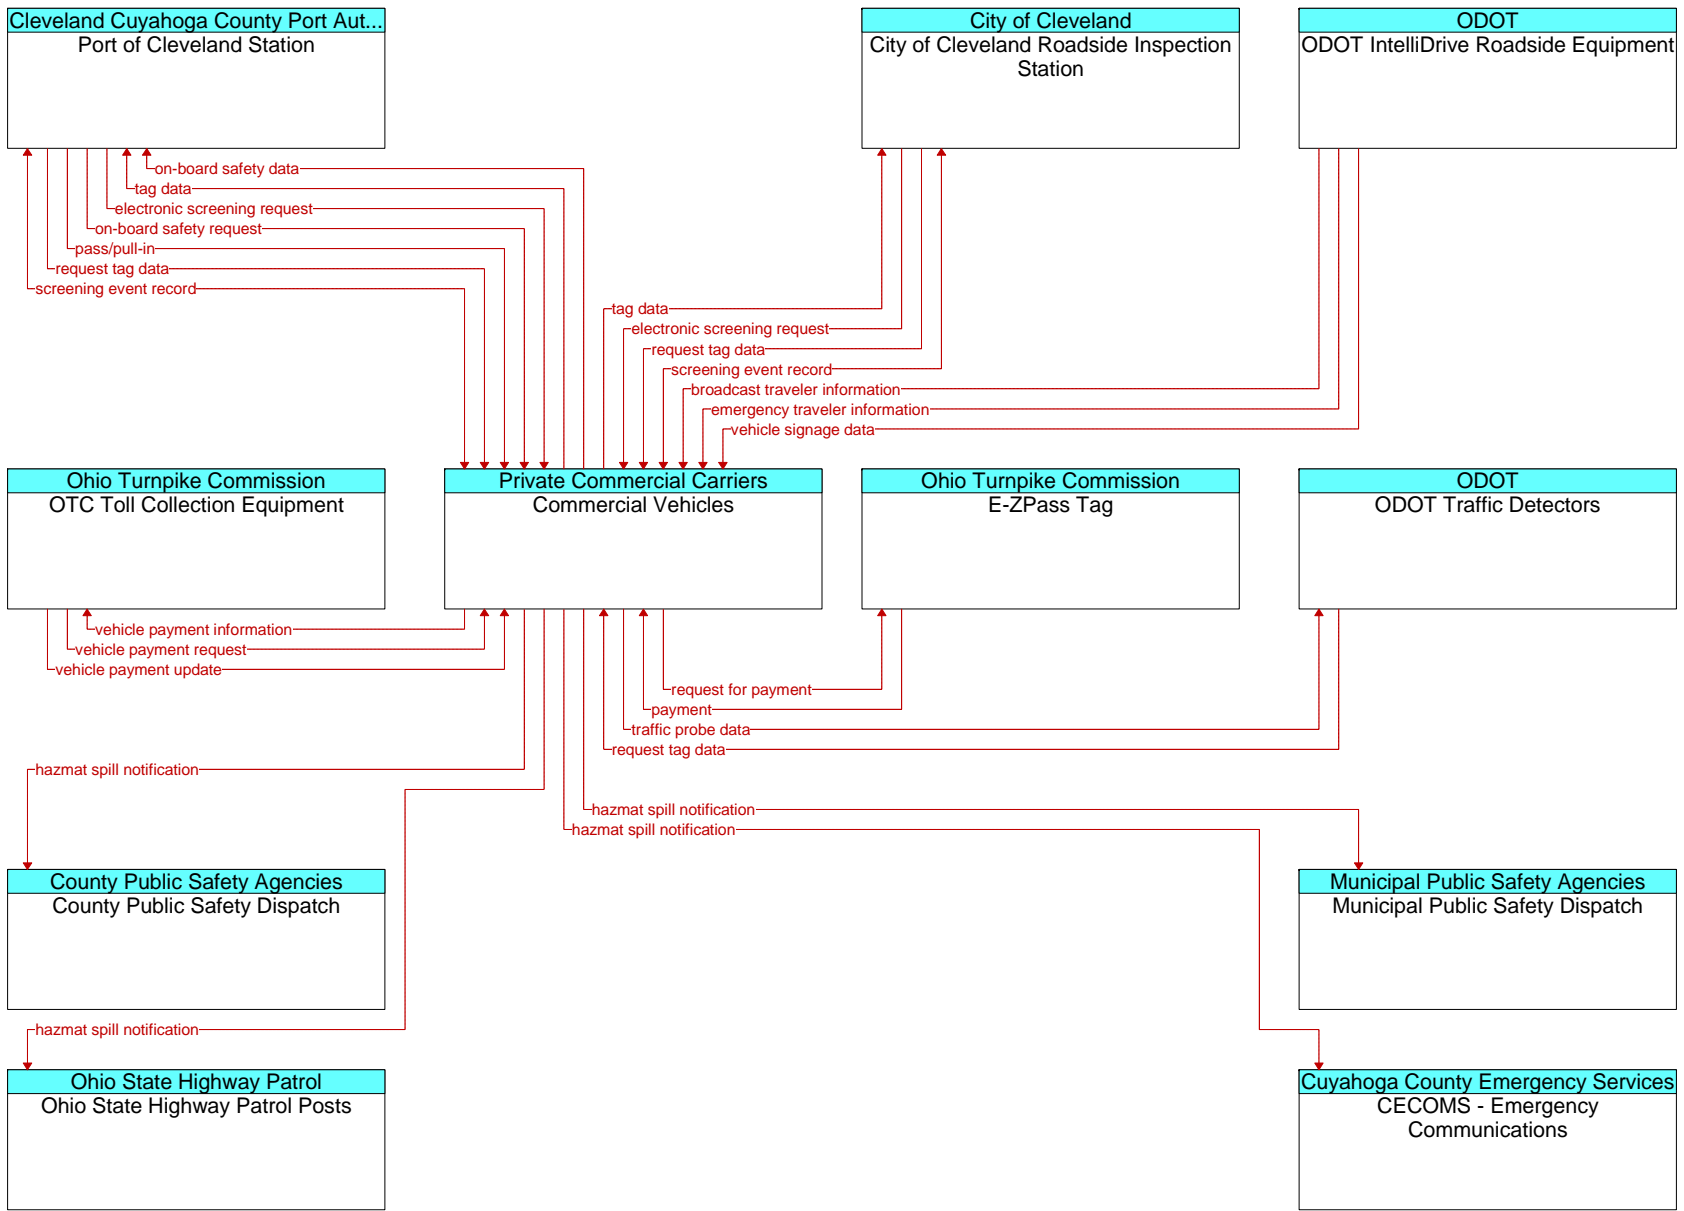 Cleveland Cuyahoga County Port Aut...
Port of Cleveland Station
City of Cleveland
City of Cleveland Roadside Inspection
Station
ODOT
ODOT IntelliDrive Roadside Equipment
on-board safety data
tag data
electronic screening request
on-board safety request
pass/pull-in
request tag data
screening event record
tag data
electronic screening request
request tag data
screening event record
broadcast traveler information
emergency traveler information
vehicle signage data
Ohio Turnpike Commission
OTC Toll Collection Equipment
Private Commercial Carriers
Commercial Vehicles
Ohio Turnpike Commission
E-ZPass Tag
ODOT
ODOT Traffic Detectors
vehicle payment information
vehicle payment request
vehicle payment update
request for payment
payment
traffic probe data
request tag data
hazmat spill notification
hazmat spill notification
hazmat spill notification
County Public Safety Agencies
County Public Safety Dispatch
Municipal Public Safety Agencies
Municipal Public Safety Dispatch
hazmat spill notification
Ohio State Highway Patrol
Ohio State Highway Patrol Posts
Cuyahoga County Emergency Services
CECOMS - Emergency
Communications